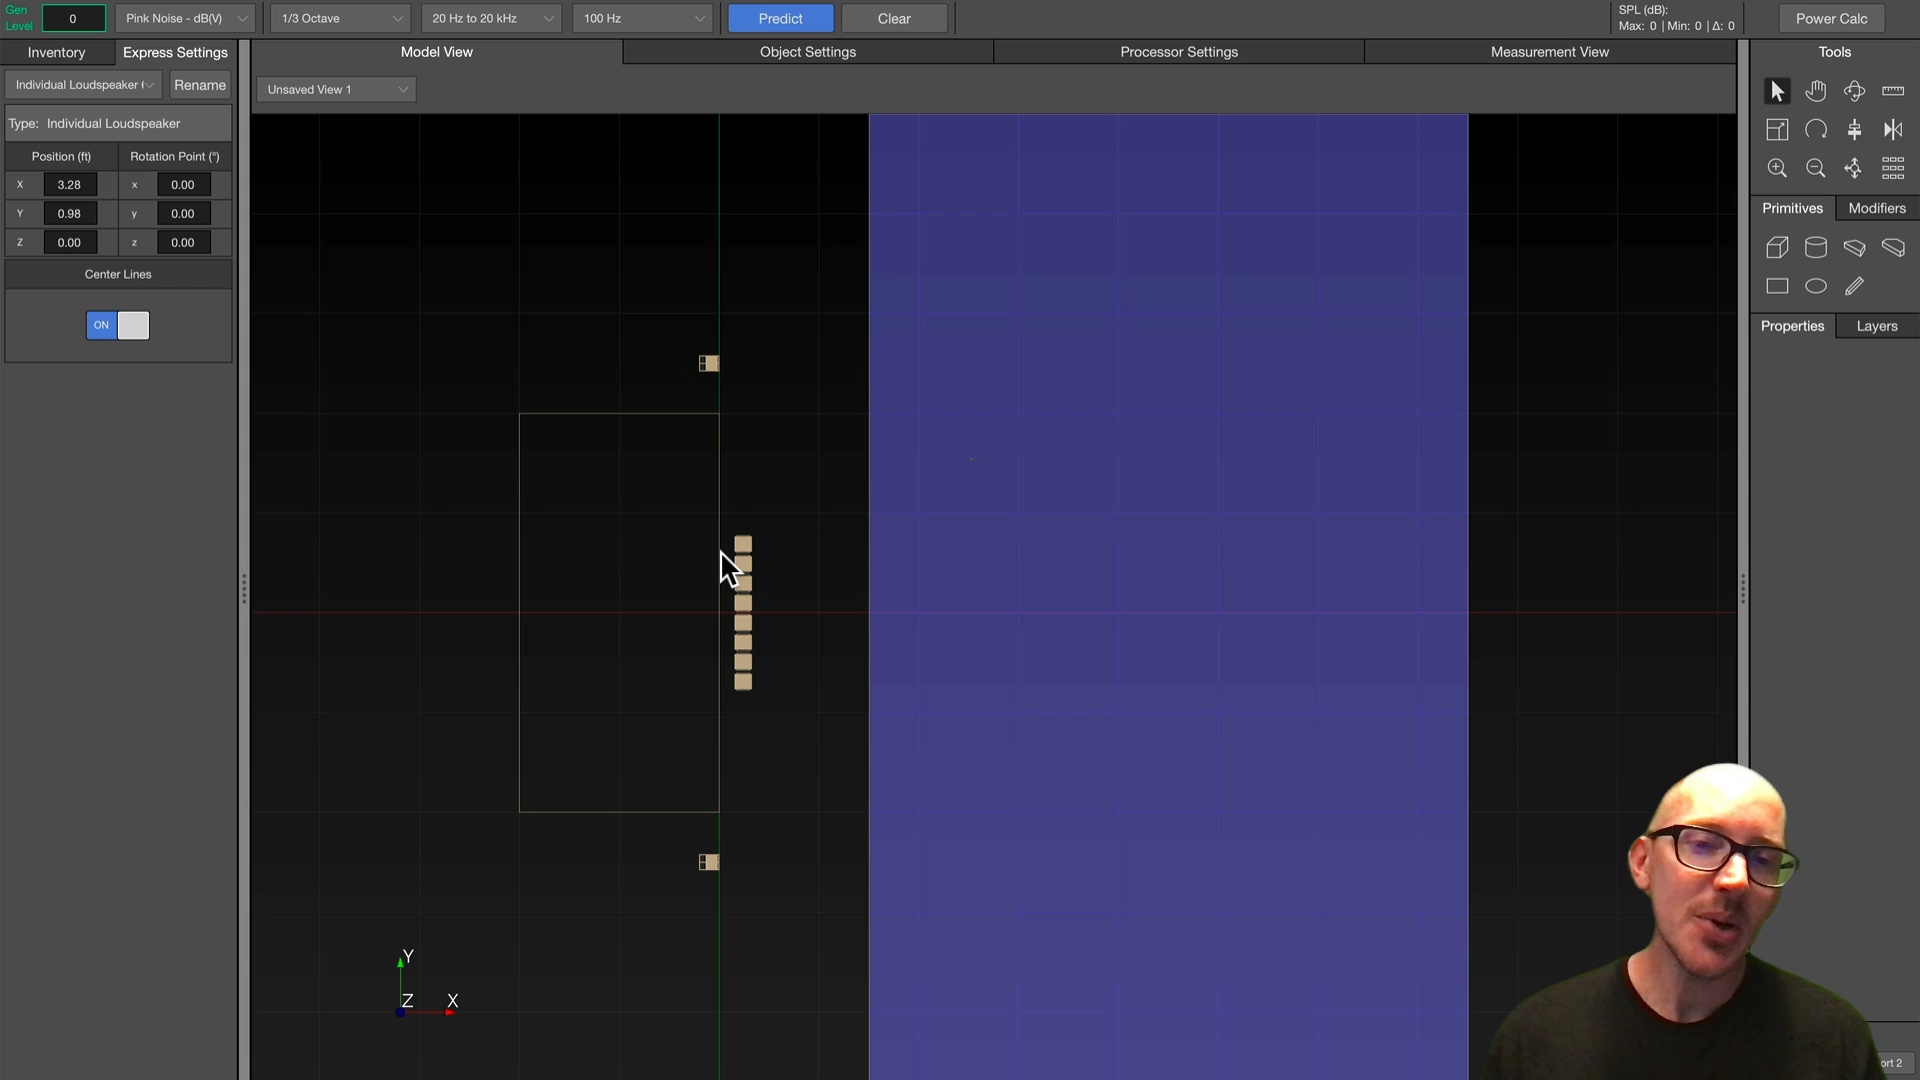 Gen
Level
0
Pink Noise - dB(V)
1/3 Octave
20 Hz to 20 kHz
100 Hz
Predict
Clear
SPL (dB):
Max: 0 | Min: 0 | Δ: 0
Power Calc
Inventory
Express Settings
Model View
Object Settings
Processor Settings
Measurement View
Tools
Individual Loudspeaker (
Rename
Unsaved View 1
Type: Individual Loudspeaker
Position (ft)
Rotation Point (°)
X 3.28 x 0.00
Y 0.98 y 0.00
Z 0.00 z 0.00
Center Lines
ON
Primitives
Modifiers
Properties
Layers
Y
Z
X
ort 2